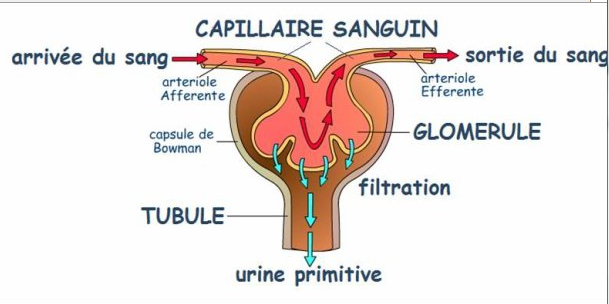 CAPILLAIRE SANGUIN
arrivée du sang
sortie du sang
arteriole
Afferente
arteriole
Efferente
capsule de
Bowman
GLOMERULE
filtration
TUBULE
urine primitive